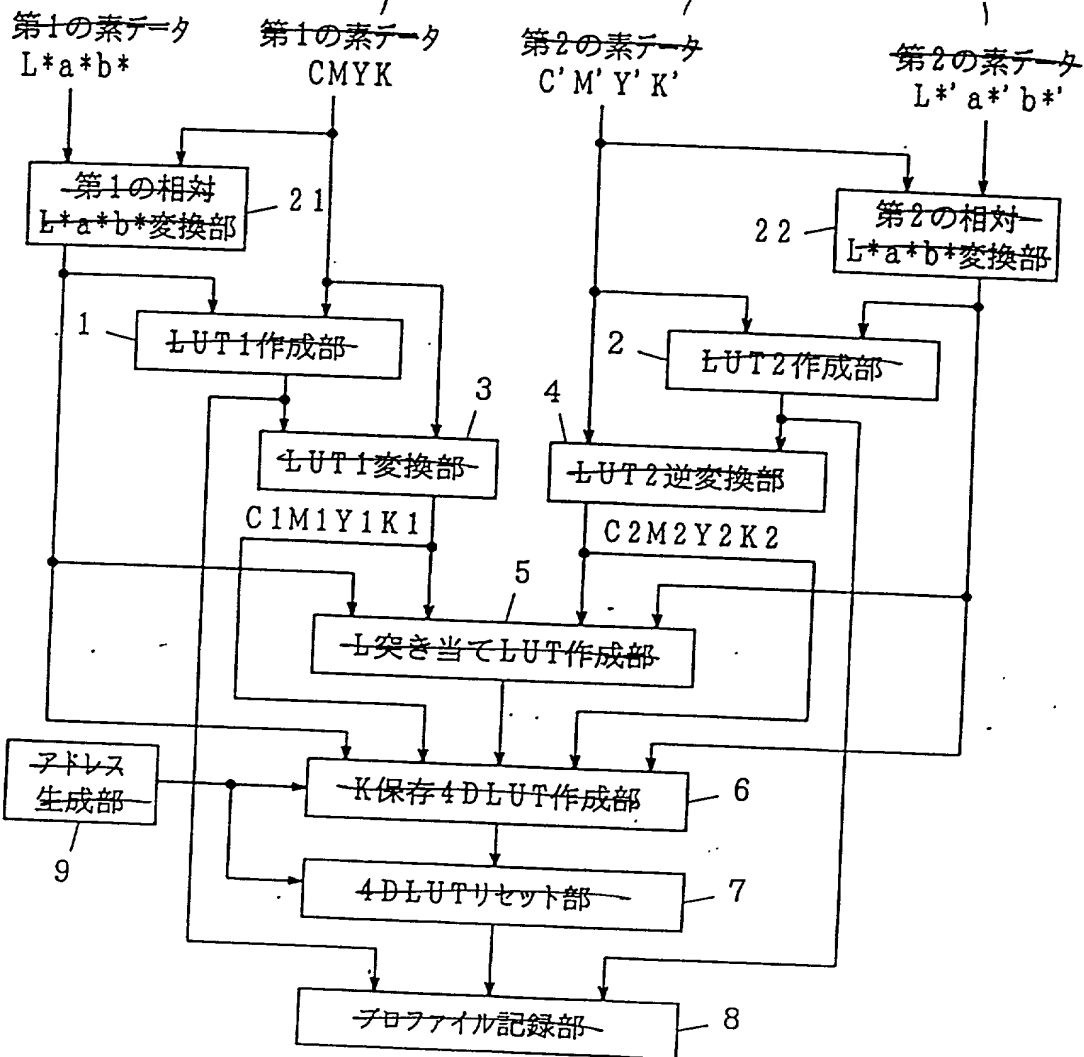 第1の素データ
L*a*b*
第1の素データ
CMYK
第2の素データ
C'M'Y'K'
第2の素データ
L*'a*'b*'
第1の相対
L*a*b*変換部
21
第2の相対
L*a*b*変換部
22
1
LUT1作成部
2
LUT2作成部
3
LUT1変換部
4
LUT2逆変換部
C1M1Y1K1
C2M2Y2K2
5
L突き当てLUT作成部
アドレス
生成部
9
K保存4DLUT作成部
6
4DLUTリセット部
7
プロファイル記録部
8